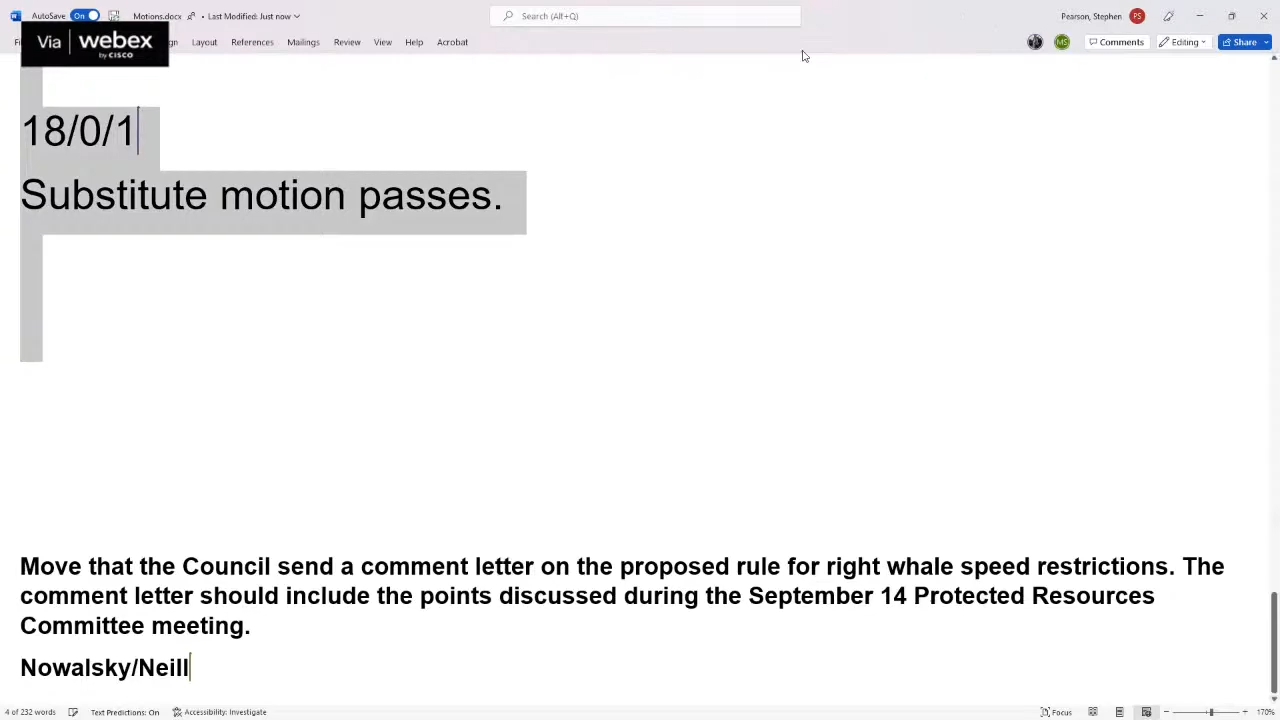 AutoSave On Motions.docx • Last Modified: Just now Search (Alt+Q) Pearson, Stephen PS
Via webex by CISCO
Layout References Mailings Review View Help Acrobat MS Comments Editing Share
18/0/1
Substitute motion passes.
Move that the Council send a comment letter on the proposed rule for right whale speed restrictions. The
comment letter should include the points discussed during the September 14 Protected Resources
Committee meeting.
Nowalsky/Neill
4 of 232 words Text Predictions: On Accessibility: Investigate Focus 170%